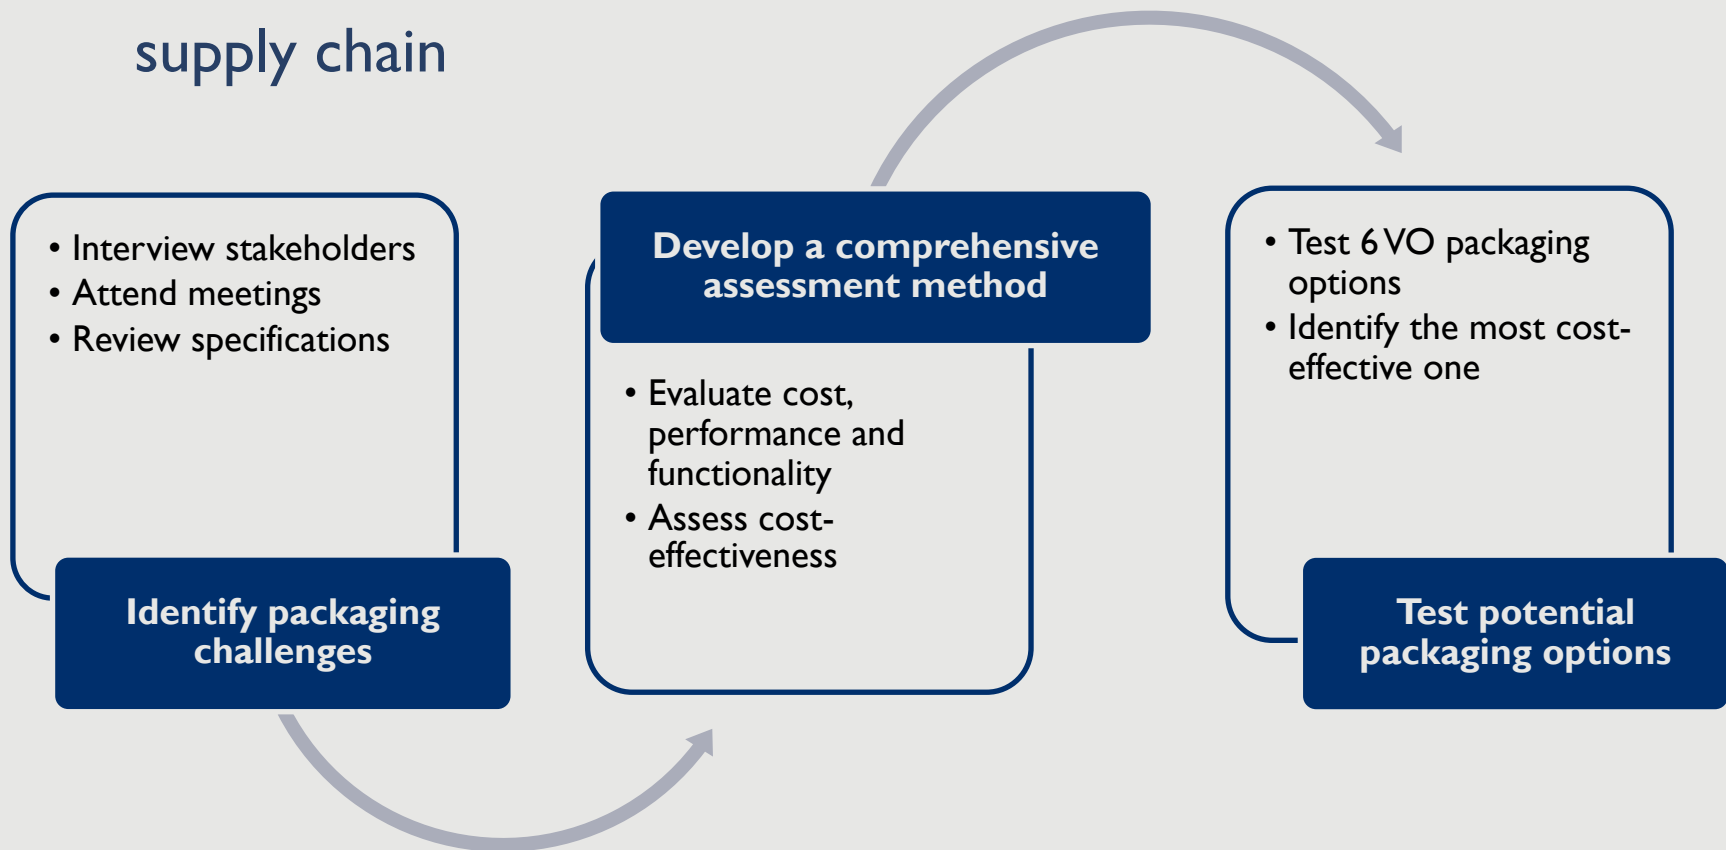 supply chain
• Interview stakeholders
• Attend meetings
• Review specifications
Identify packaging
challenges
Develop a comprehensive
assessment method
• Evaluate cost,
performance and
functionality
• Assess cost-
effectiveness
• Test 6 VO packaging
options
• Identify the most cost-
effective one
Test potential
packaging options